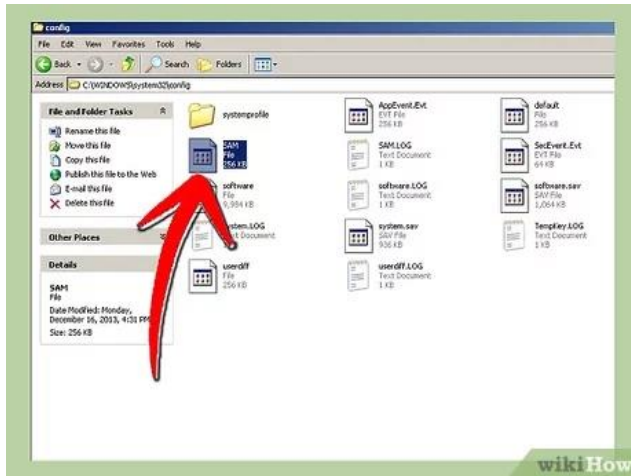 config
File Edit View Favorites Tools Help
Back Search Folders
Address C:\WINDOWS\system32\config
File and Folder Tasks
Rename this file
Move this file
Copy this file
Publish this file to the Web
E-mail this file
Delete this file
Other Places
Details
SAM
File
Date Modified: Monday,
December 16, 2013, 4:31 PM
Size: 256 KB
systemprofile
AppEvent.Evt
EVT File
256 KB
default
File
256 KB
SAM
File
256 KB
SAM.LOG
Text Document
1 KB
SecEvent.Evt
EVT File
64 KB
software
File
9,984 KB
software.LOG
Text Document
1 KB
software.sav
SAV File
1,064 KB
system.LOG
Text Document
system.sav
SAV File
936 KB
TempKey.LOG
Text Document
1 KB
userdiff
File
256 KB
userdiff.LOG
Text Document
1 KB
wikiHow